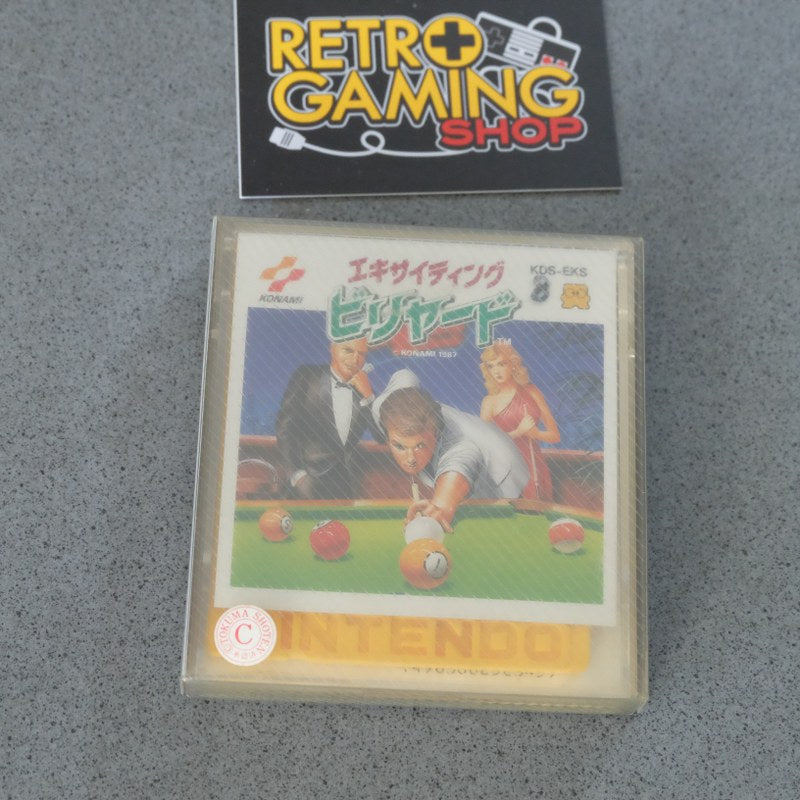 RETRO
GAMING
SHOP
KONAMI
エキサイティング
ビリヤード
TM
KDS-EKS
© KONAMI 1987
TOKUMA SHOTEN
C
NINTENDO